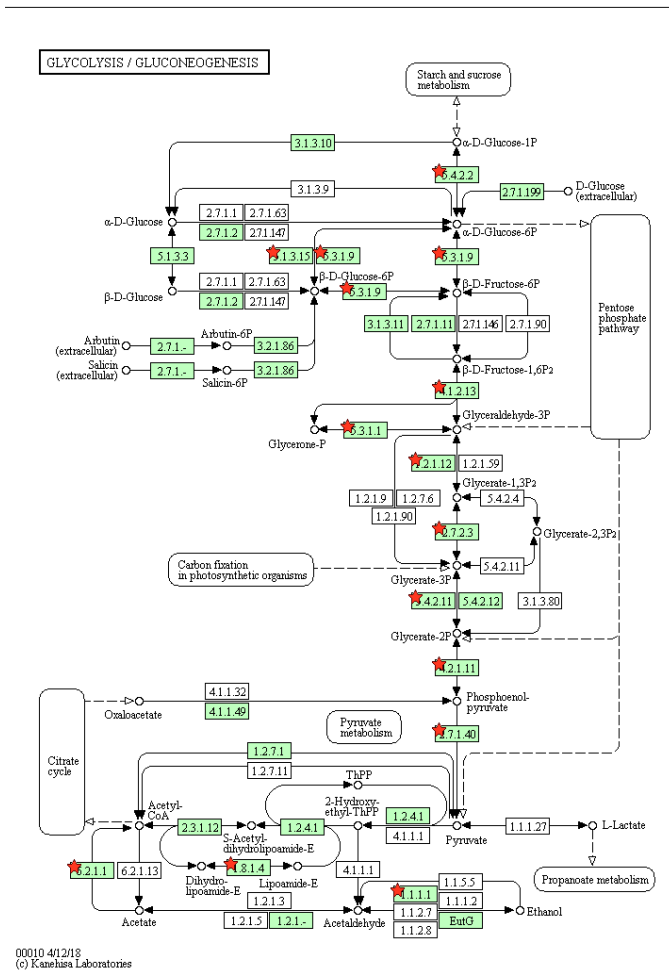 GLYCOLYSIS / GLUCONEOGENESIS
Starch and sucrose
metabolism
3.1.3.10
α-D-Glucose-1P
5.4.2.2
3.1.3.9
2.7.1.199
D-Glucose
(extracellular)
2.7.1.1
2.7.1.63
α-D-Glucose
2.7.1.2
2.7.1.147
α-D-Glucose-6P
5.1.3.3
5.1.3.15
5.3.1.9
5.3.1.9
β-D-Glucose-6P
2.7.1.1
2.7.1.63
5.3.1.9
β-D-Fructose-6P
β-D-Glucose
2.7.1.2
2.7.1.147
Pentose
phosphate
pathway
3.1.3.11
2.7.1.11
2.7.1.146
2.7.1.90
Arbutin
(extracellular)
2.7.1.-
Arbutin-6P
3.2.1.86
Salicin
(extracellular)
2.7.1.-
Salicin-6P
3.2.1.86
β-D-Fructose-1,6P2
4.1.2.13
Glyceraldehyde-3P
5.3.1.1
Glycerone-P
1.2.1.12
1.2.1.59
Glycerate-1,3P2
1.2.1.9
1.2.7.6
1.2.1.90
5.4.2.4
2.7.2.3
Glycerate-2,3P2
Carbon fixation
in photosynthetic organisms
5.4.2.11
Glycerate-3P
5.4.2.11
5.4.2.12
3.1.3.80
Glycerate-2P
4.2.1.11
4.1.1.32
Oxaloacetate
4.1.1.49
Phosphoenol-
pyruvate
Pyruvate
metabolism
2.7.1.40
Citrate
cycle
1.2.7.1
1.2.7.11
ThPP
Acetyl-
CoA
2-Hydroxy-
ethyl-ThPP
2.3.1.12
S-Acetyl-
dihydrolipoamide-E
1.2.4.1
1.2.4.1
4.1.1.1
Pyruvate
1.1.1.27
L-Lactate
6.2.1.1
6.2.1.13
Dihydro-
lipoamide-E
1.8.1.4
Lipoamide-E
4.1.1.1
Propanoate metabolism
1.1.1.1
1.1.5.5
1.1.1.2
Acetate
1.2.1.3
1.2.1.5
1.2.1.-
Acetaldehyde
1.1.2.7
1.1.2.8
EutG
Ethanol
00010 4/12/18
(c) Kanehisa Laboratories